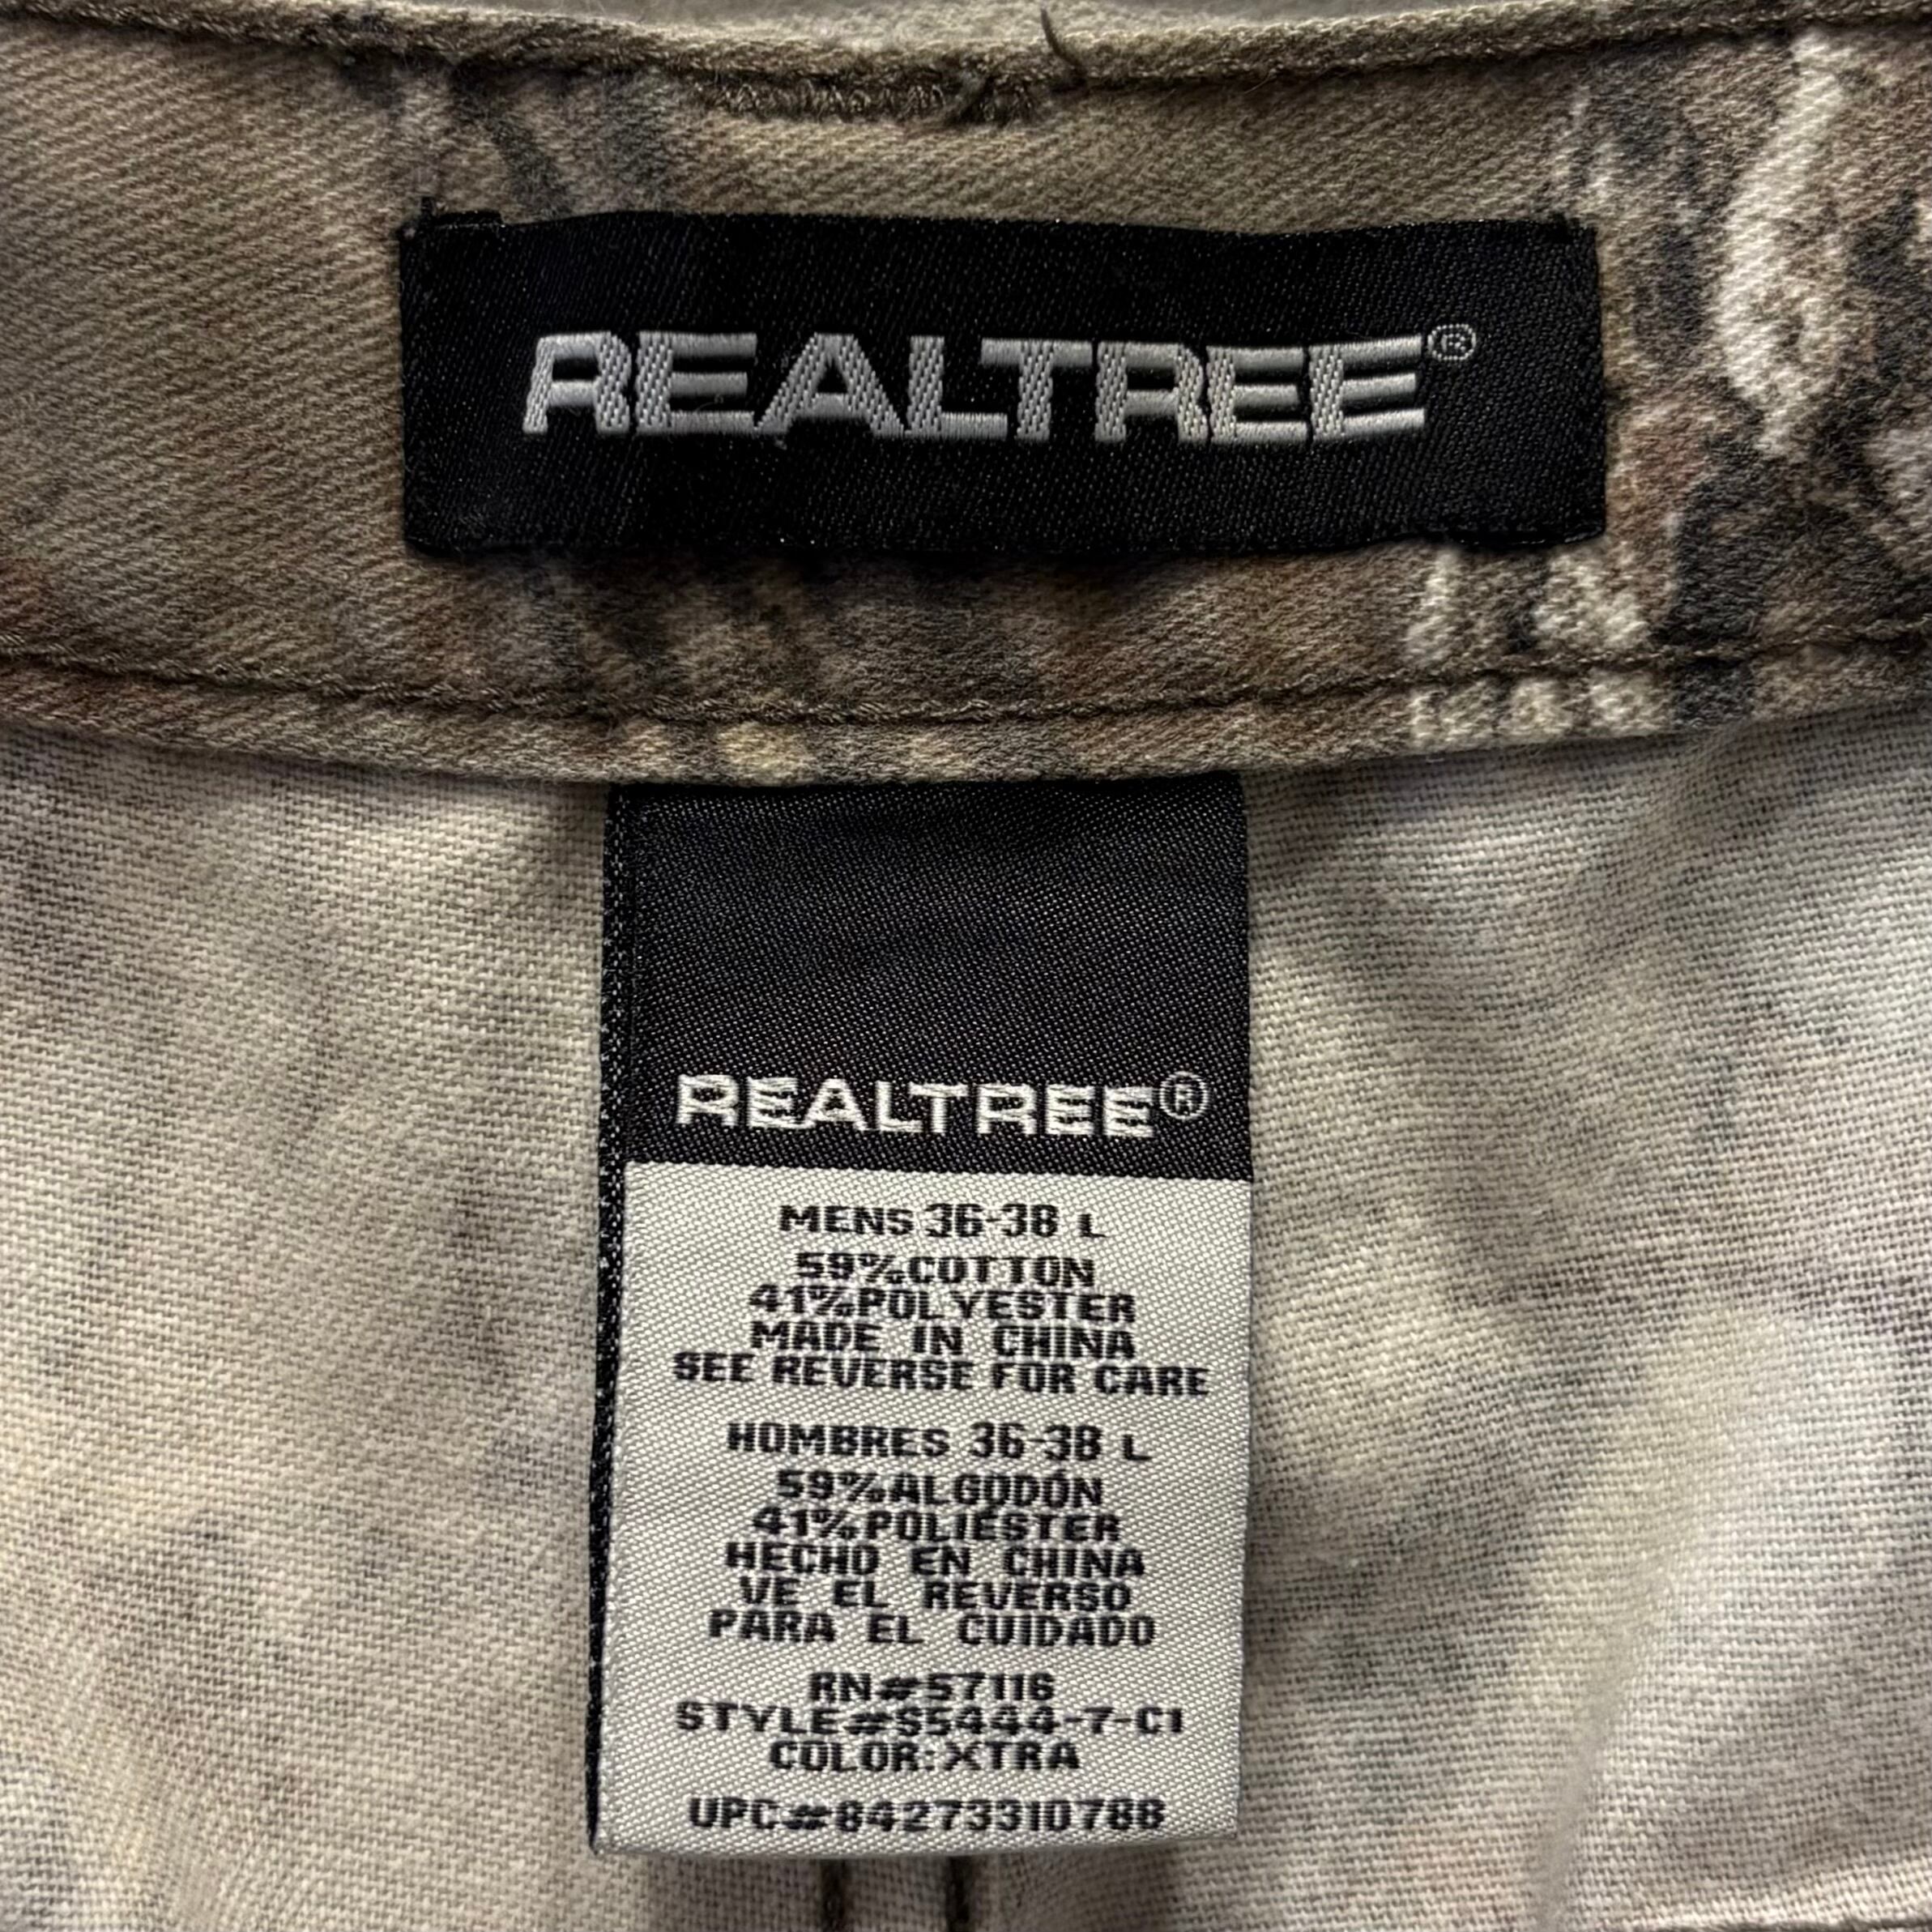 REALTREE®
REALTREE®
MENS 36-38 L
59%COTTON
41%POLYESTER
MADE IN CHINA
SEE REVERSE FOR CARE
HOMBRES 36-38 L
59%ALGODÓN
41%POLIÉSTER
HECHO EN CHINA
VE EL REVERSO
PARA EL CUIDADO
RN#57116
STYLE#S5444-7-C1
COLOR:XTRA
UPC#842733107888